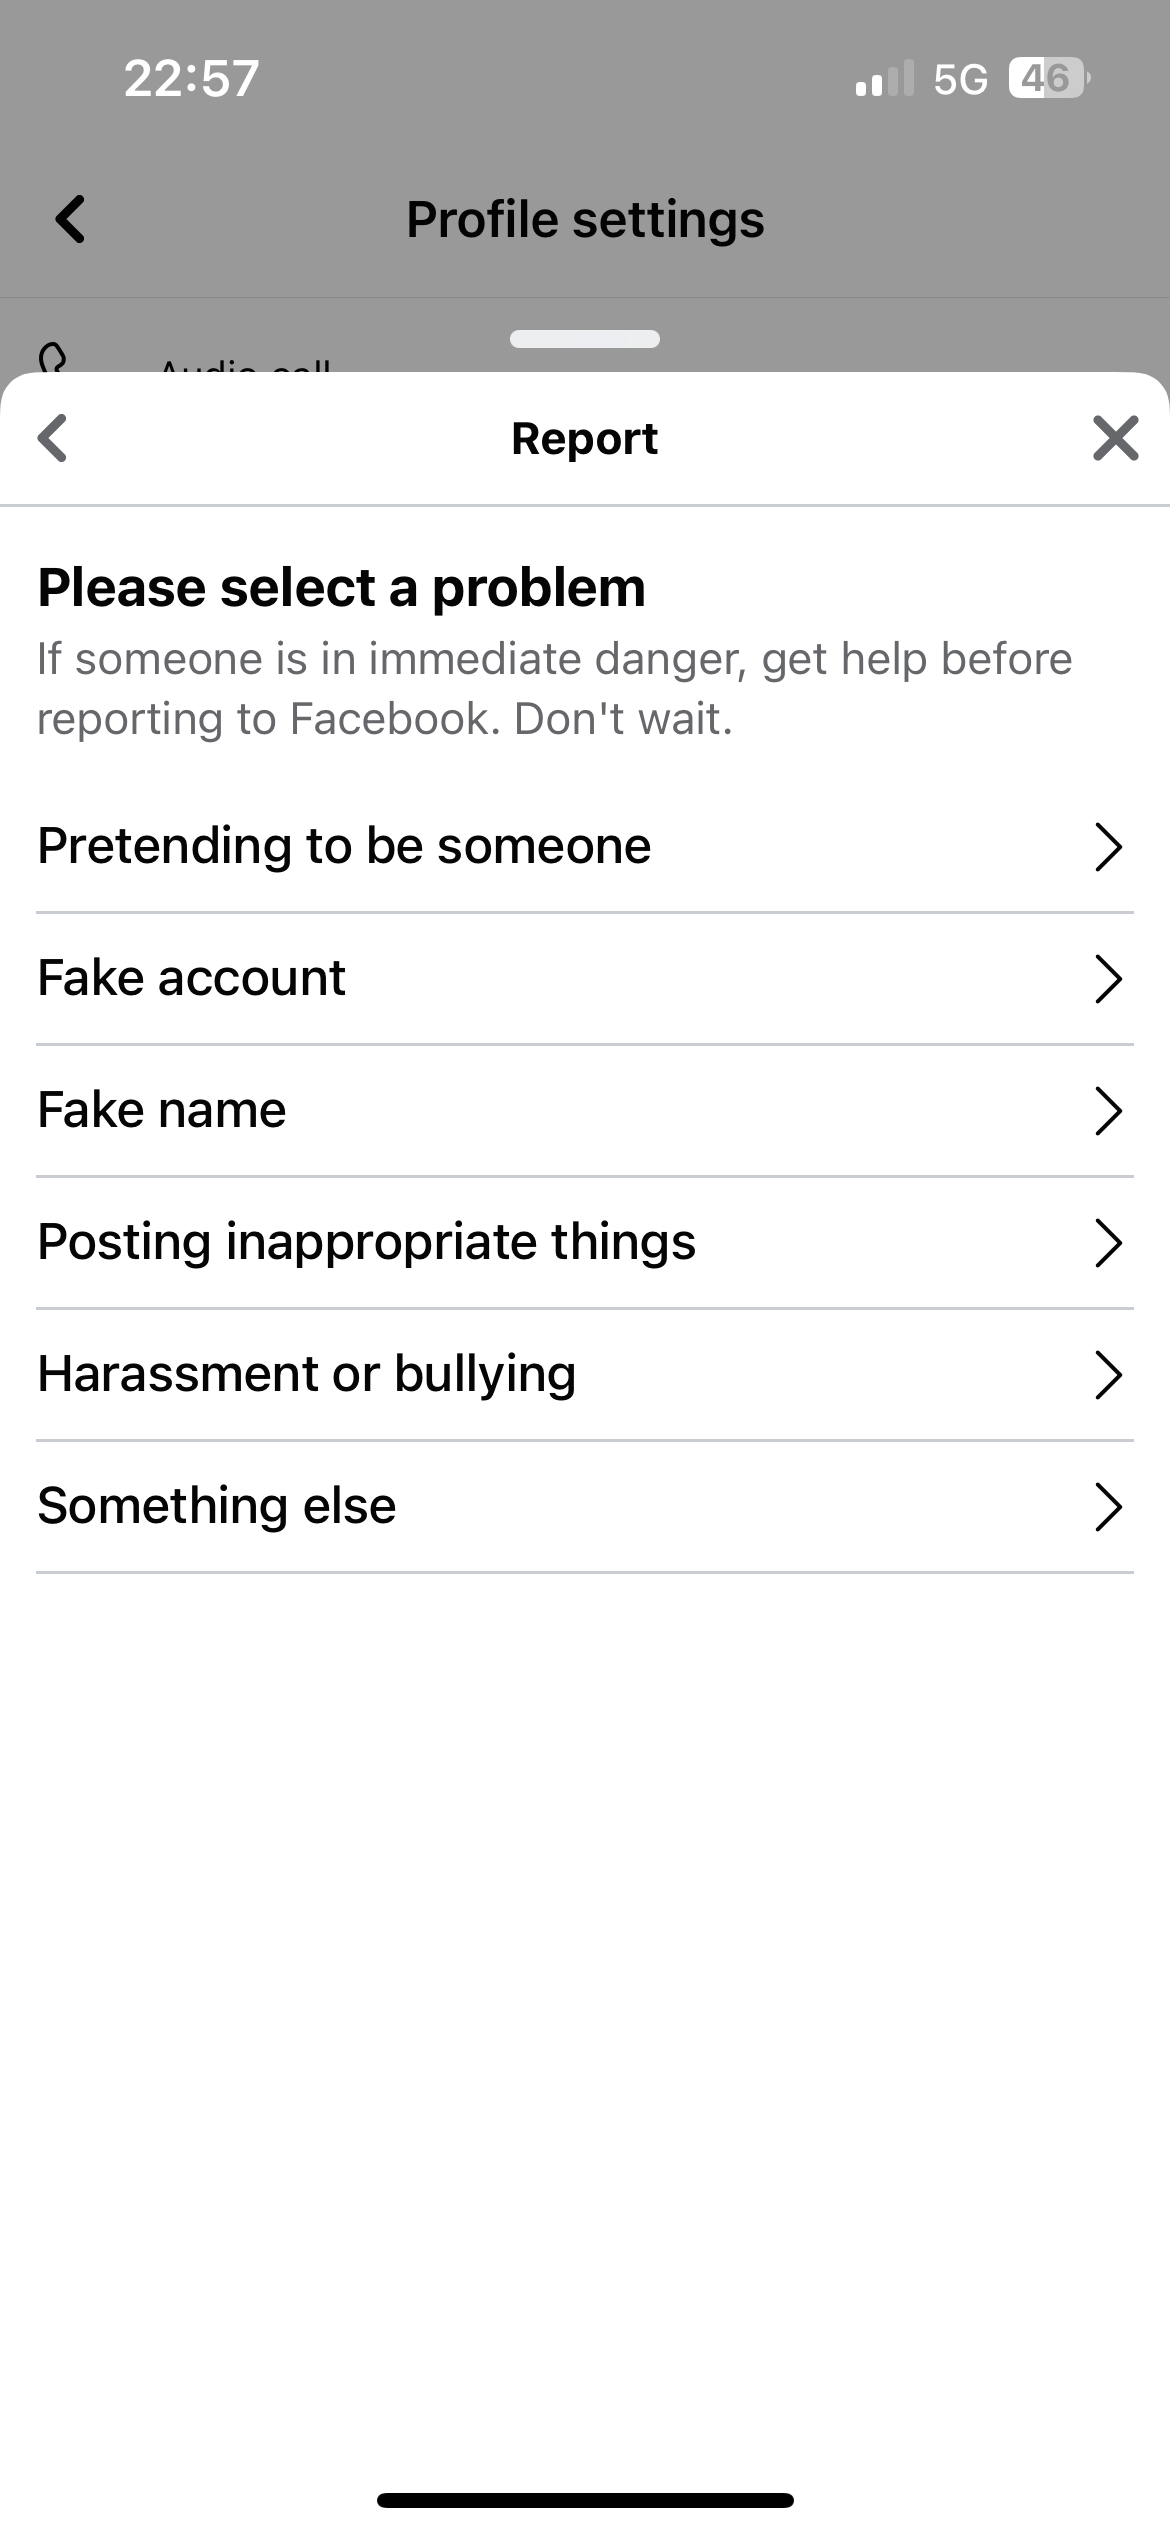 22:57
5G 46
Profile settings
Audio call
Report
Please select a problem
If someone is in immediate danger, get help before
reporting to Facebook. Don't wait.
Pretending to be someone
Fake account
Fake name
Posting inappropriate things
Harassment or bullying
Something else